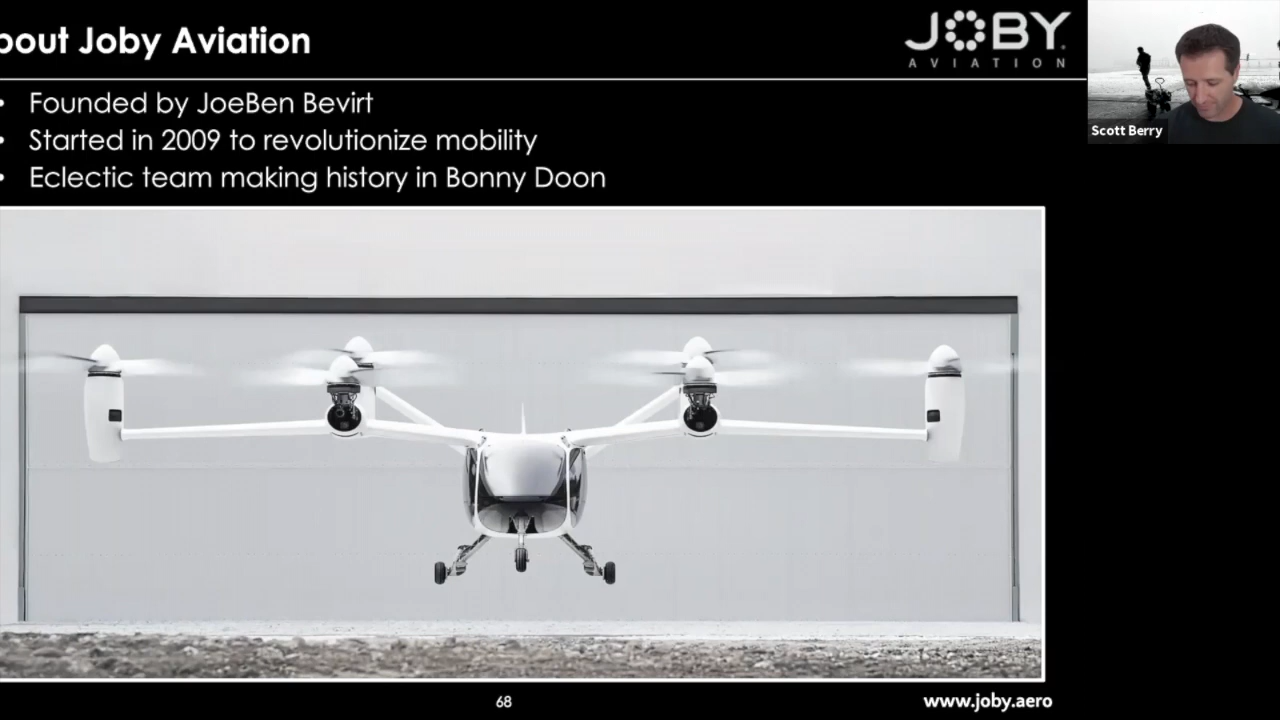 bout Joby Aviation
JOBY
AVIATION
Scott Berry
• Founded by JoeBen Bevirt
• Started in 2009 to revolutionize mobility
• Eclectic team making history in Bonny Doon
68
www.joby.aero